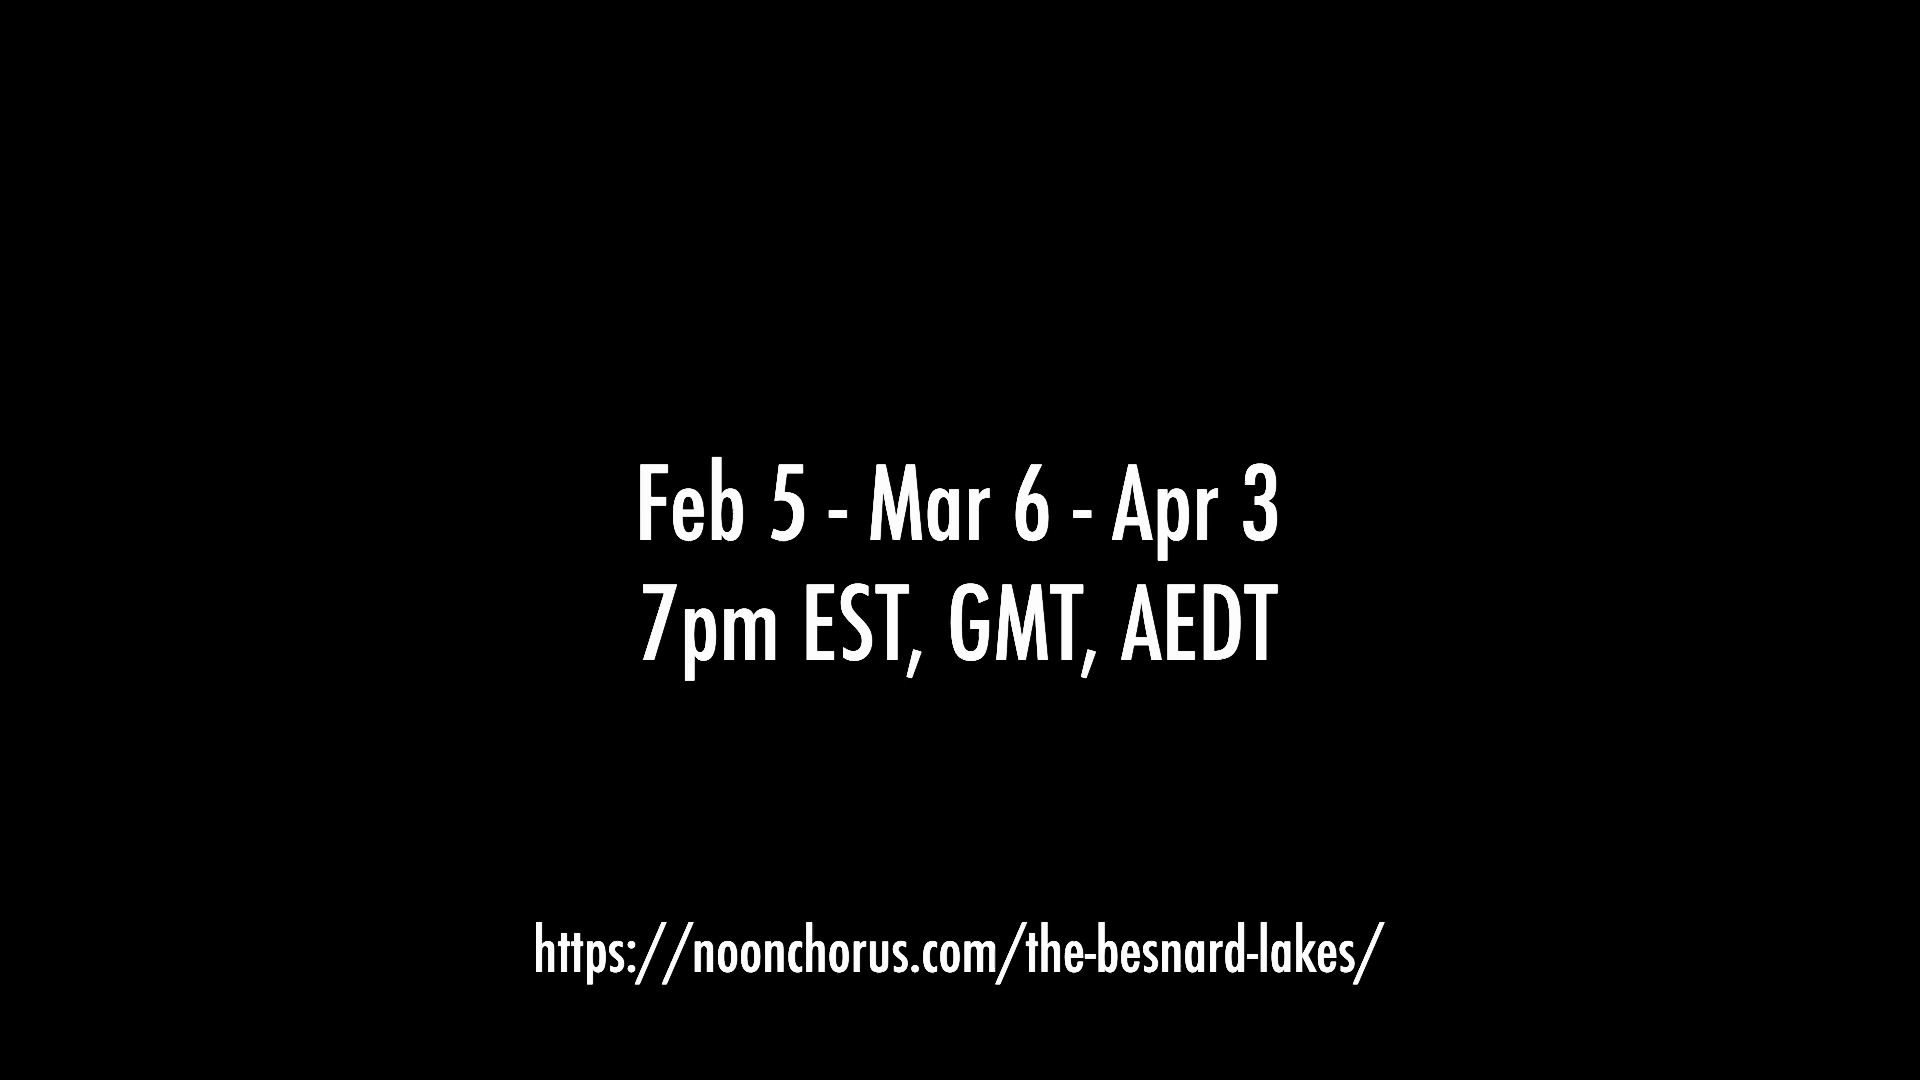 Feb 5 - Mar 6 - Apr 3
7pm EST, GMT, AEDT
https://noonchorus.com/the-besnard-lakes/